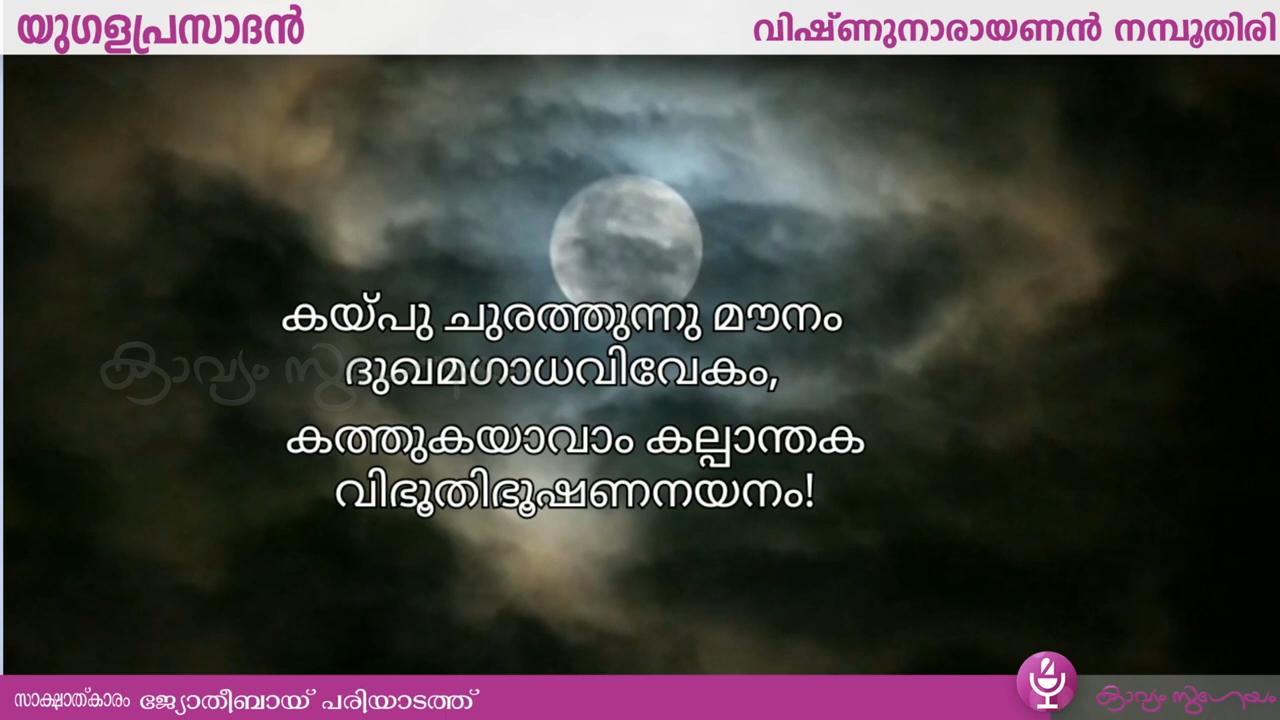 യുഗളപ്രസാദൻ
വിഷ്ണുനാരായണൻ നമ്പൂതിരി
കയ്പു ചുരത്തുന്നു മൗനം
ദുഖമഗാധവിവേകം,
കത്തുകയാവാം കല്പാന്തക
വിഭൂതിഭൂഷണനയനം!
സാക്ഷാത്കാരം ജ്യോതീബായ് പരിയാടത്ത്
കാവ്യം സുഗേയം